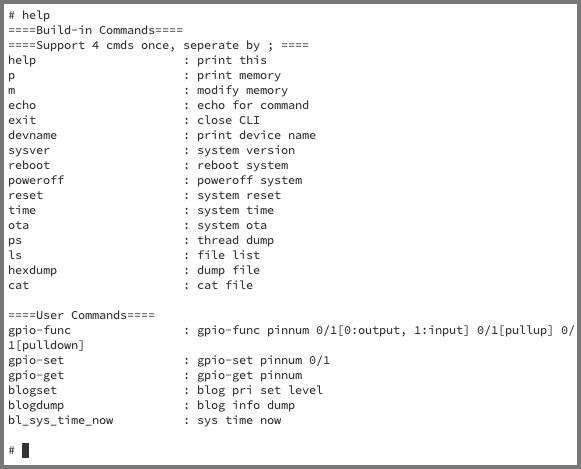 # help
====Build-in Commands====
====Support 4 cmds once, seperate by ; ====
help                     : print this
p                        : print memory
m                        : modify memory
echo                     : echo for command
exit                     : close CLI
devname                  : print device name
sysver                   : system version
reboot                   : reboot system
poweroff                 : poweroff system
reset                    : system reset
time                     : system time
ota                      : system ota
ps                       : thread dump
ls                       : file list
hexdump                  : dump file
cat                      : cat file

====User Commands====
gpio-func                : gpio-func pinnum 0/1[0:output, 1:input] 0/1[pullup] 0/
1[pulldown]
gpio-set                 : gpio-set pinnum 0/1
gpio-get                 : gpio-get pinnum
blogset                  : blog pri set level
blogdump                 : blog info dump
bl_sys_time_now          : sys time now

#